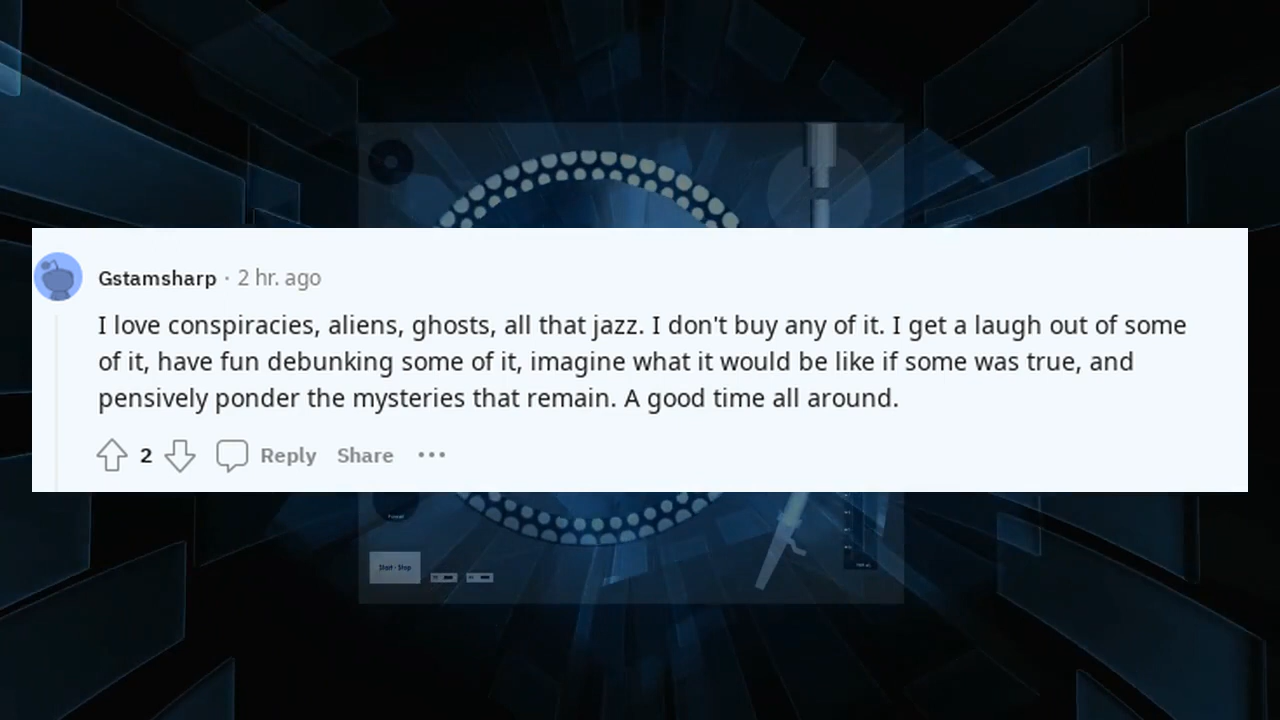 Gstamsharp · 2 hr. ago
I love conspiracies, aliens, ghosts, all that jazz. I don't buy any of it. I get a laugh out of some
of it, have fun debunking some of it, imagine what it would be like if some was true, and
pensively ponder the mysteries that remain. A good time all around.
2 Reply Share •••
Start · Stop